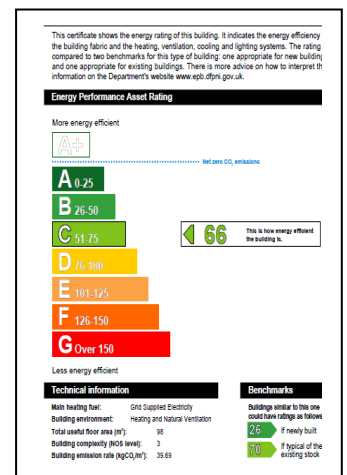 This certificate shows the energy rating of this building. It indicates the energy efficiency
the building fabric and the heating, ventilation, cooling and lighting systems. The rating
compared to two benchmarks for this type of building: one appropriate for new building
and one appropriate for existing buildings. There is more advice on how to interpret th
information on the Department's website www.epb.dfpni.gov.uk.
Energy Performance Asset Rating
More energy efficient
A+
Net zero CO₂ emissions
A 0-25
B 26-50
C 51-75
66 This is how energy efficient
the building is.
D 76-100
E 101-125
F 126-150
G Over 150
Less energy efficient
Technical information
Main heating fuel: Grid Supplied Electricity
Building environment: Heating and Natural Ventilation
Total useful floor area (m²): 98
Building complexity (NOS level): 3
Building emission rate (kgCO₂/m²): 39.69
Benchmarks
Buildings similar to this one
could have ratings as follows
26 If newly built
70 If typical of the
existing stock